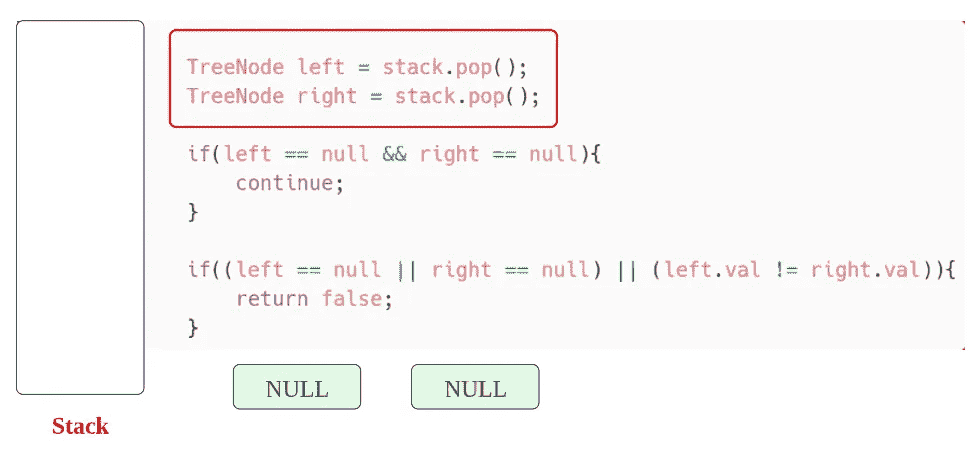 TreeNode left = stack.pop();
TreeNode right = stack.pop();
if(left == null && right == null){
continue;
}
if((left == null || right == null) || (left.val != right.val)){
return false;
}
NULL NULL
Stack